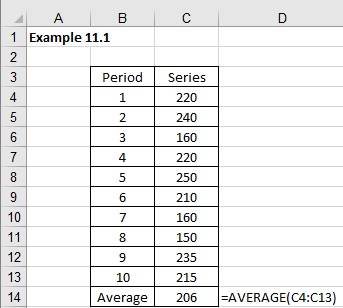 A B C D
1 Example 11.1
2
3 Period Series
4 1 220
5 2 240
6 3 160
7 4 220
8 5 250
9 6 210
10 7 160
11 8 150
12 9 235
13 10 215
14 Average 206 =AVERAGE(C4:C13)